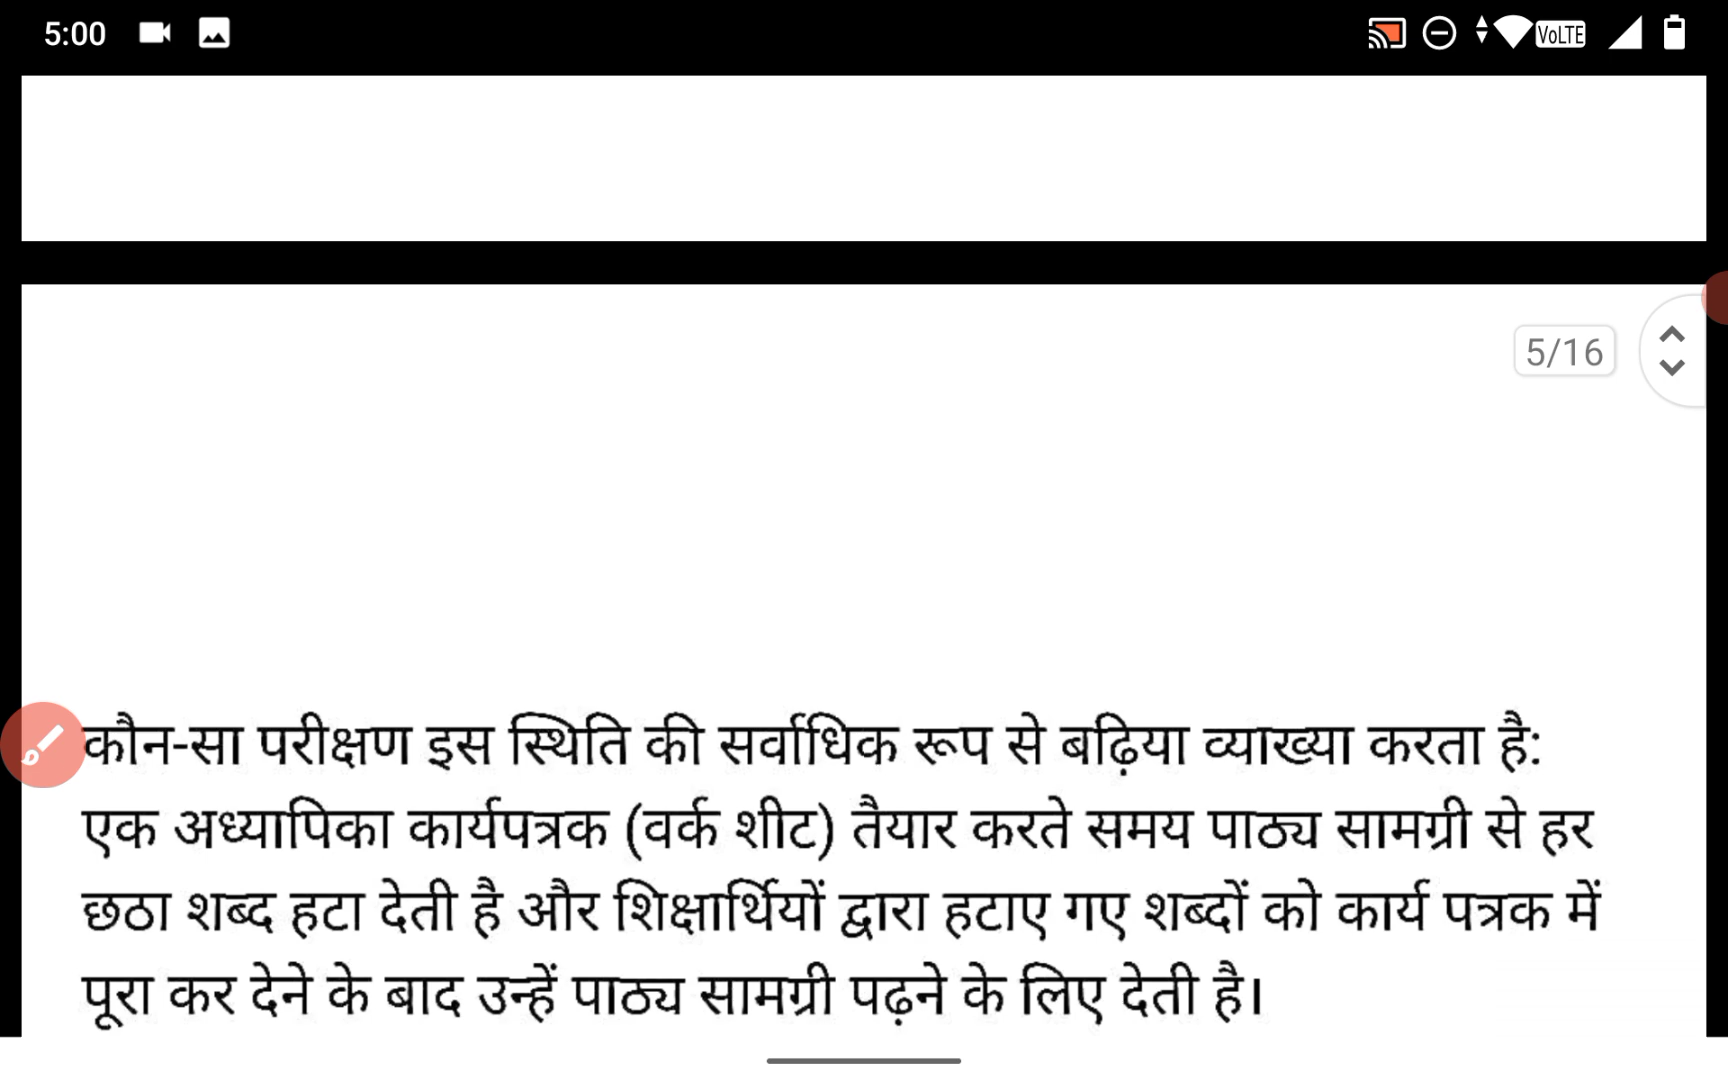 5:00
VoLTE
5/16
कौन-सा परीक्षण इस स्थिति की सर्वाधिक रूप से बढ़िया व्याख्या करता है:
एक अध्यापिका कार्यपत्रक (वर्क शीट) तैयार करते समय पाठ्य सामग्री से हर
छठा शब्द हटा देती है और शिक्षार्थियों द्वारा हटाए गए शब्दों को कार्य पत्रक में
पूरा कर देने के बाद उन्हें पाठ्य सामग्री पढ़ने के लिए देती है।